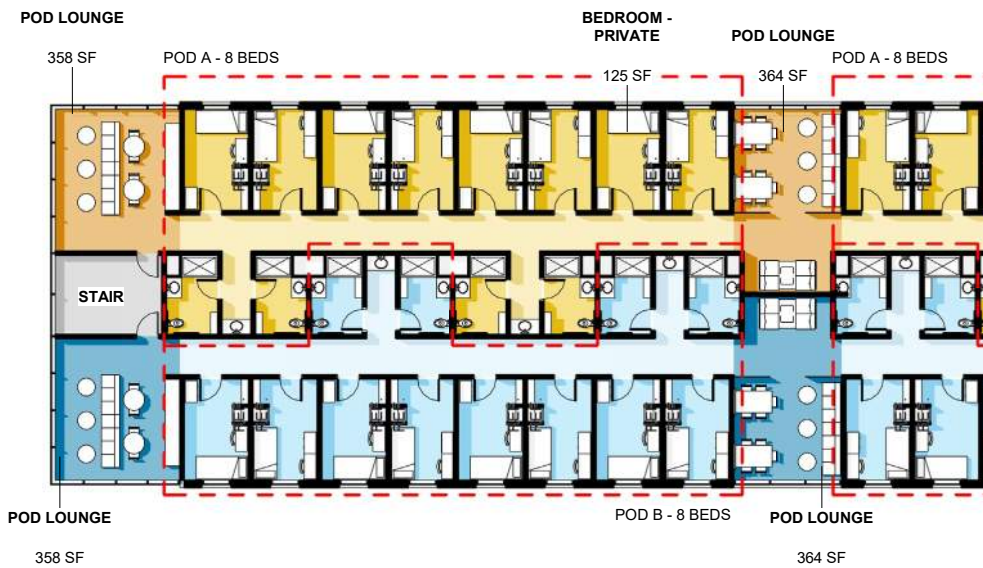 POD LOUNGE
358 SF
POD A - 8 BEDS
BEDROOM -
PRIVATE
125 SF
POD LOUNGE
364 SF
POD A - 8 BEDS
STAIR
POD LOUNGE
358 SF
POD B - 8 BEDS
POD LOUNGE
364 SF